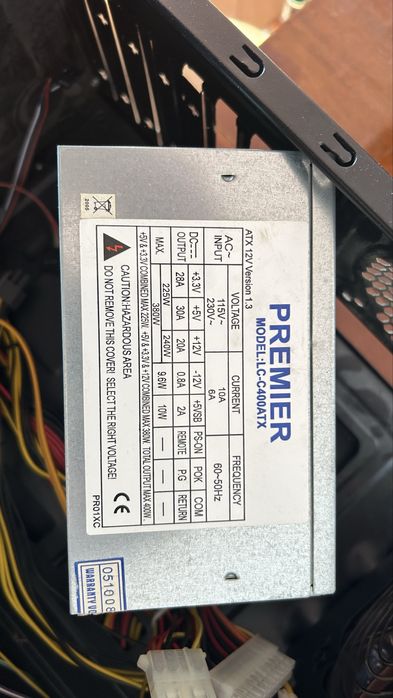 PREMIER
MODEL:LC-C400ATX
ATX 12V Version 1.3
VOLTAGE CURRENT FREQUENCY
AC~ INPUT 115V~ 10A 60~50Hz
230V~ 6A
DC OUTPUT +3.3V +5V +12V -12V +5VSB PS-ON POK COM
28A 30A 20A 0.8A 2A REMOTE P.G RETURN
MAX. 225W 240W 9.6W 10W — — —
380W
+5V & +3.3V COMBINED MAX 225W. +5V & +3.3V & +12V COMBINED MAX.380W. TOTAL OUTPUT MAX 400W.
CAUTION:HAZARDOUS AREA
DO NOT REMOVE THIS COVER! SELECT THE RIGHT VOLTAGE!
CE
PR01XC
2005
051008
WARRANTY